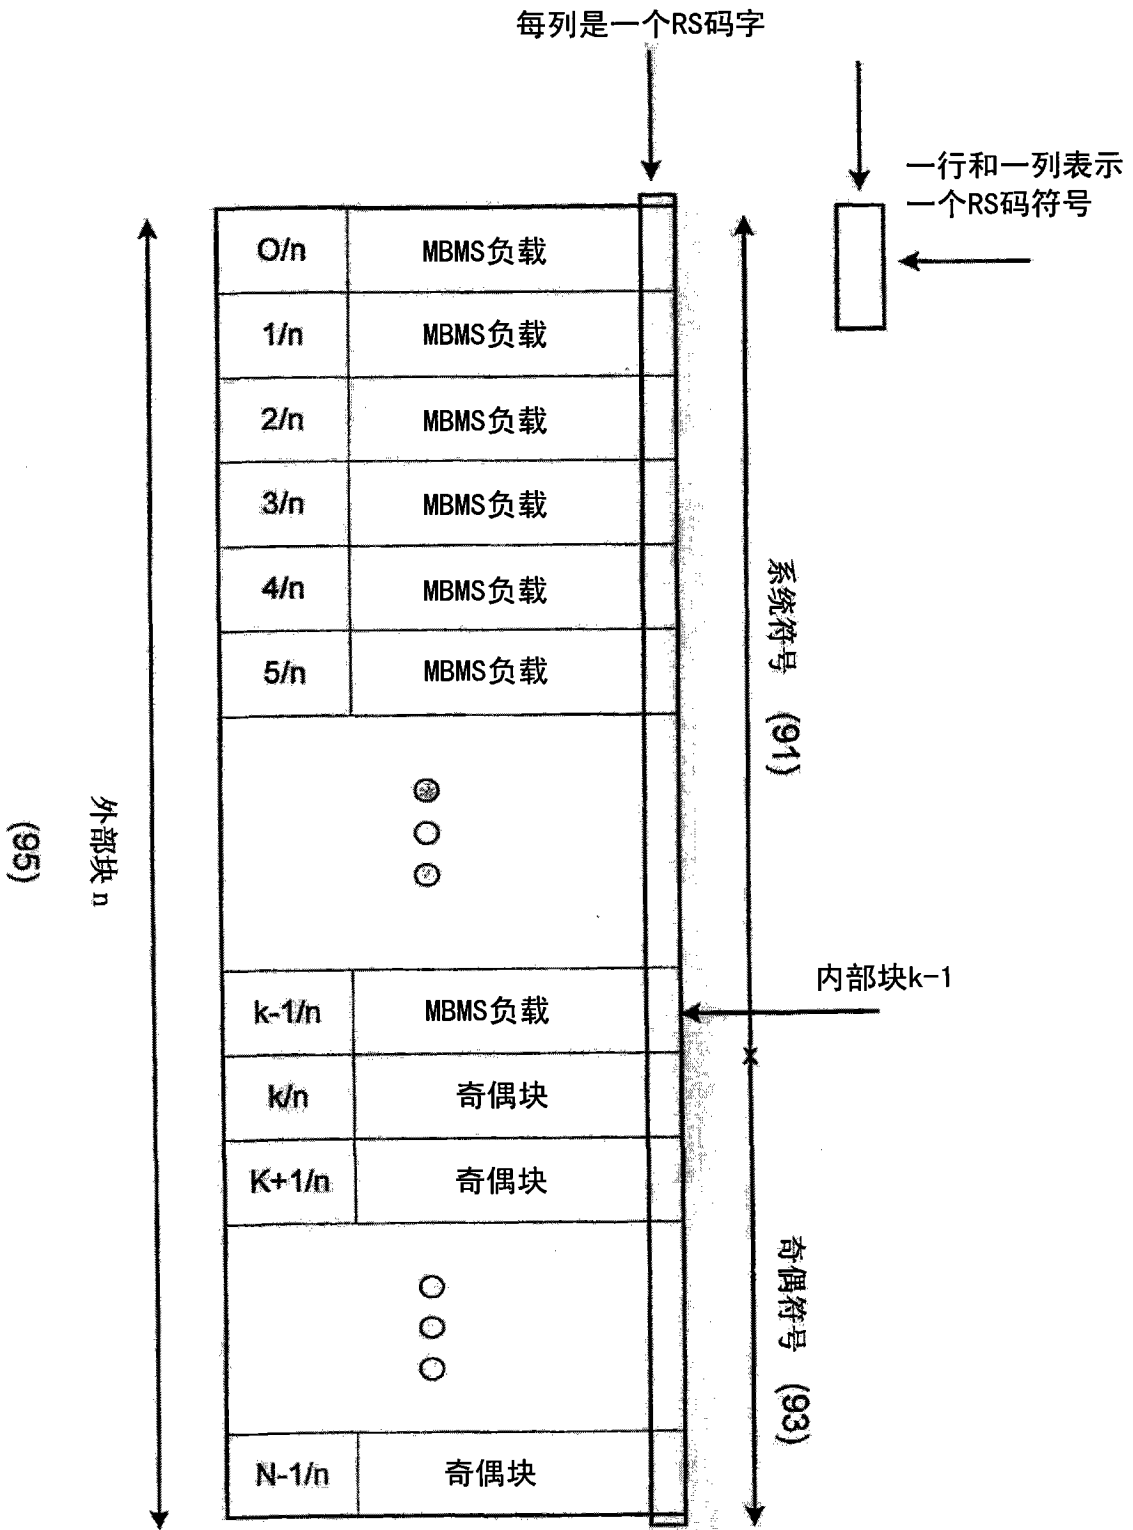 每列是一个RS码字
一行和一列表示
一个RS码符号
O/n MBMS负载
1/n MBMS负载
2/n MBMS负载
3/n MBMS负载
4/n MBMS负载
5/n MBMS负载
系统符号 (91)
外部块 n
(95)
内部块k-1
k-1/n MBMS负载
k/n 奇偶块
K+1/n 奇偶块
奇偶符号 (93)
N-1/n 奇偶块